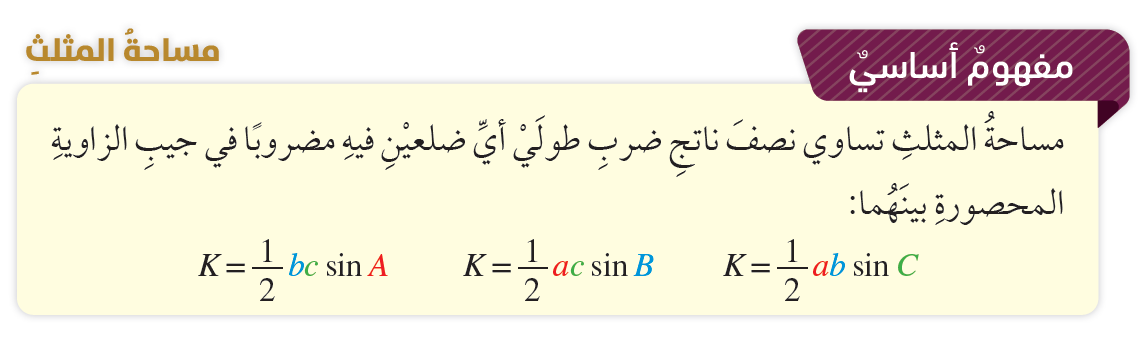 مفهومٌ أساسيٌّ
مساحةُ المثلثِ
مساحةُ المثلثِ تساوي نصفَ ناتجِ ضربِ طولَيْ أيِّ ضلعيْنِ فيهِ مضروبًا في جيبِ الزاويةِ
المحصورةِ بينَهُما:
K = 1/2 bc sin A K = 1/2 ac sin B K = 1/2 ab sin C